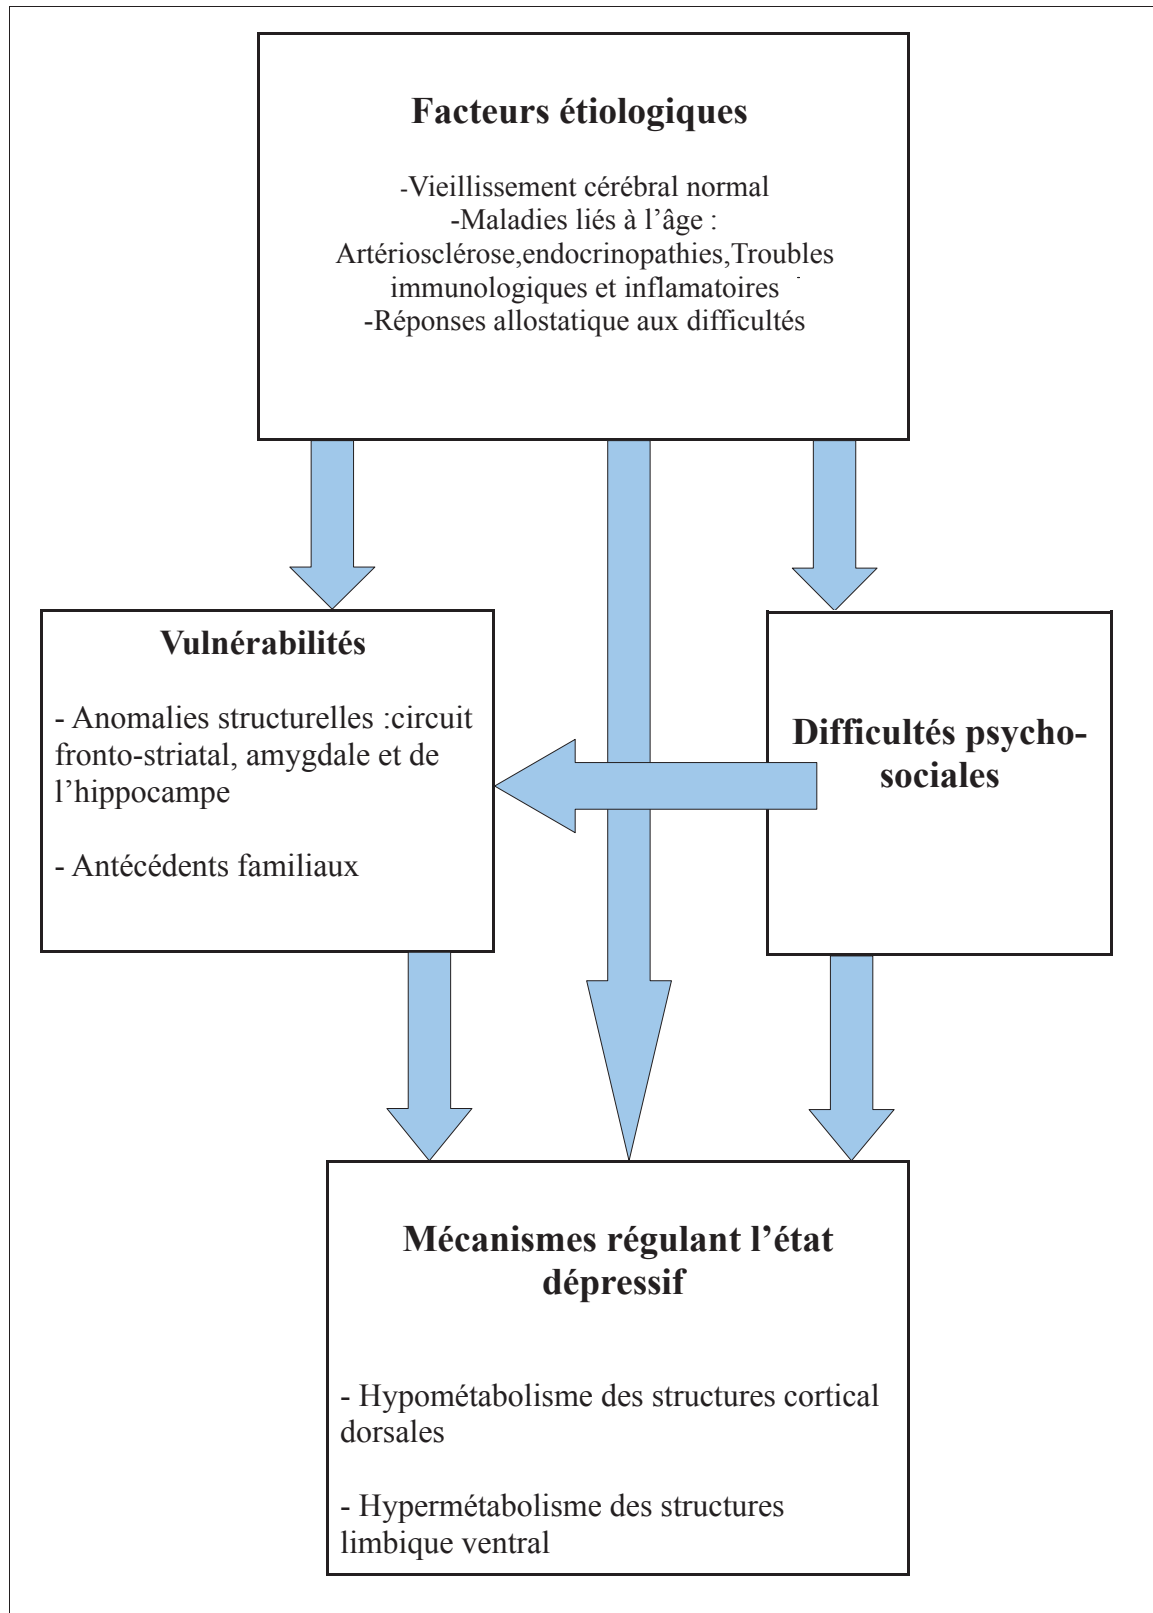 Facteurs étiologiques
-Vieillissement cérébral normal
-Maladies liés à l’âge :
Artériosclérose,endocrinopathies,Troubles
immunologiques et inflamatoires
-Réponses allostatique aux difficultés
Vulnérabilités
- Anomalies structurelles :circuit
fronto-striatal, amygdale et de
l’hippocampe
- Antécédents familiaux
Difficultés psycho-
sociales
Mécanismes régulant l’état
dépressif
- Hypométabolisme des structures cortical
dorsales
- Hypermétabolisme des structures
limbique ventral